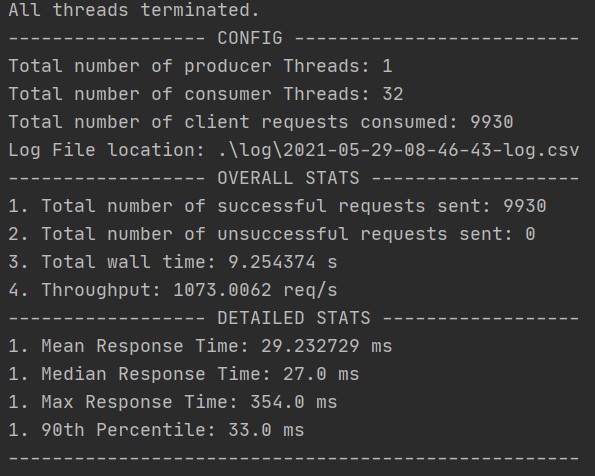 All threads terminated.
------------------ CONFIG --------------------------
Total number of producer Threads: 1
Total number of consumer Threads: 32
Total number of client requests consumed: 9930
Log File location: .\log\2021-05-29-08-46-43-log.csv
------------------ OVERALL STATS -------------------
1. Total number of successful requests sent: 9930
2. Total number of unsuccessful requests sent: 0
3. Total wall time: 9.254374 s
4. Throughput: 1073.0062 req/s
------------------ DETAILED STATS ------------------
1. Mean Response Time: 29.232729 ms
1. Median Response Time: 27.0 ms
1. Max Response Time: 354.0 ms
1. 90th Percentile: 33.0 ms
----------------------------------------------------